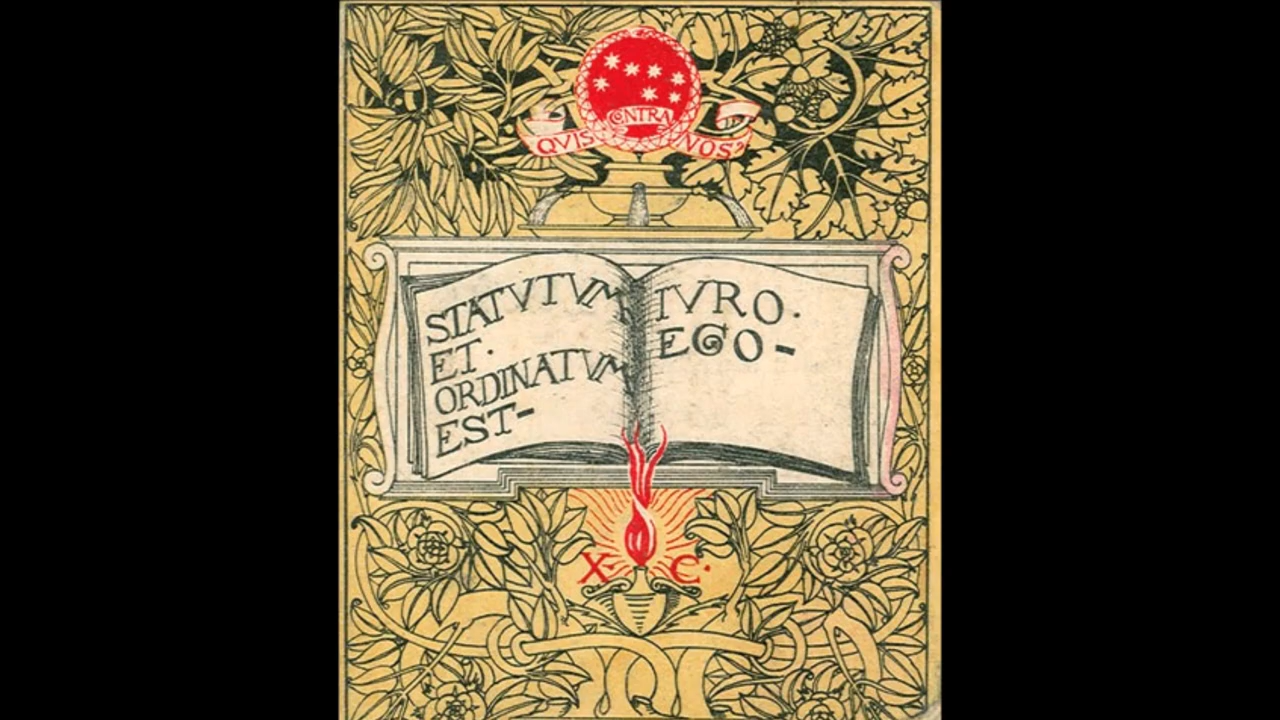 QVIS CONTRA NOS?
STATVTVM
ET·
ORDINATVM
EST-
IVRO·
EGO-
X· C·